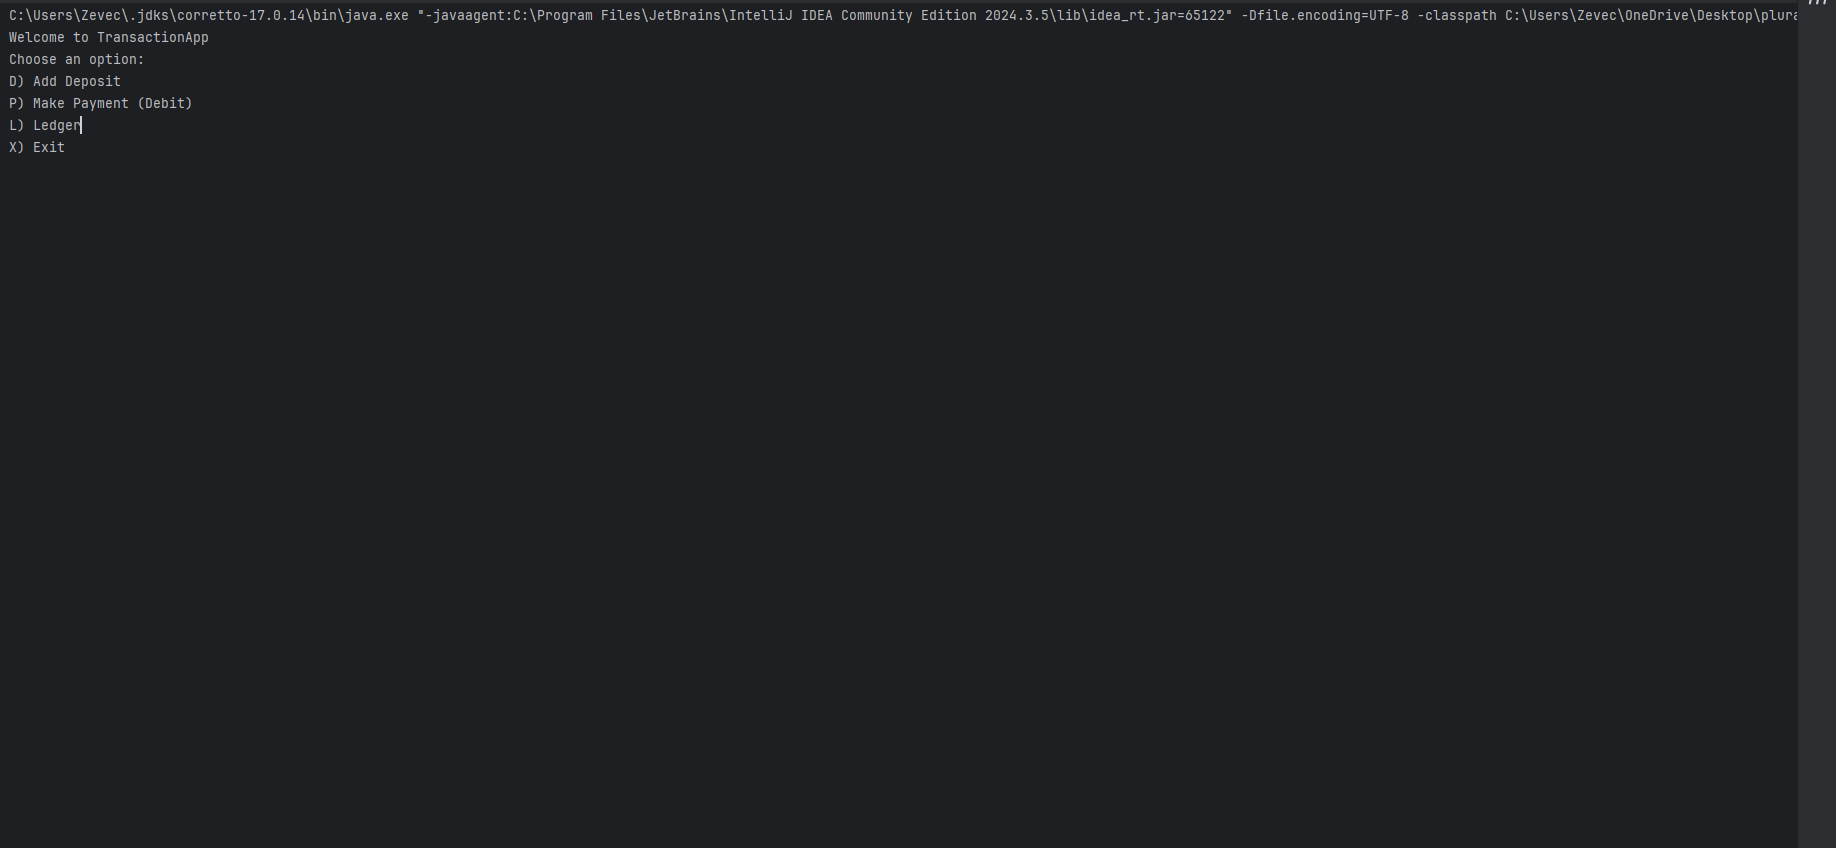 C:\Users\Zevec\.jdks\corretto-17.0.14\bin\java.exe "-javaagent:C:\Program Files\JetBrains\IntelliJ IDEA Community Edition 2024.3.5\lib\idea_rt.jar=65122" -Dfile.encoding=UTF-8 -classpath C:\Users\Zevec\OneDrive\Desktop\plura
Welcome to TransactionApp
Choose an option:
D) Add Deposit
P) Make Payment (Debit)
L) Ledger
X) Exit